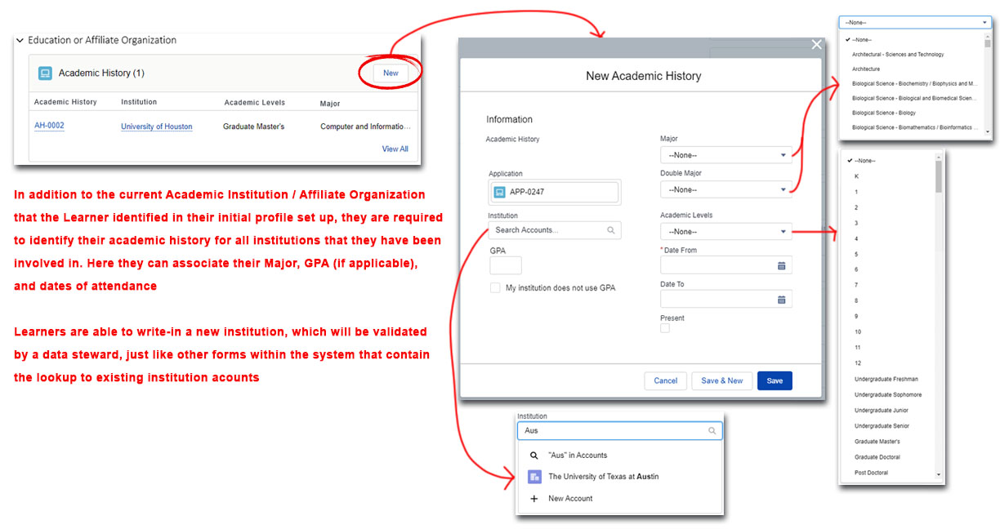 Education or Affiliate Organization
Academic History (1)
New
Academic History Institution Academic Levels Major
AH-0002 University of Houston Graduate Master's Computer and Informatio...
View All
In addition to the current Academic Institution / Affiliate Organization
that the Learner identified in their initial profile set up, they are required
to identify their academic history for all institutions that they have been
involved in. Here they can associate their Major, GPA (if applicable),
and dates of attendance
Learners are able to write-in a new institution, which will be validated
by a data steward, just like other forms within the system that contain
the lookup to existing institution acounts
New Academic History
Information
Academic History
Application
APP-0247
Institution
Search Accounts...
GPA
My institution does not use GPA
Major
--None--
Double Major
--None--
Academic Levels
--None--
*Date From
Date To
Present
Cancel Save & New Save
Institution
Aus
"Aus" in Accounts
The University of Texas at Austin
New Account
--None--
--None--
Architectural - Sciences and Technology
Architecture
Biological Science - Biochemistry / Biophysics and M...
Biological Science - Biological and Biomedical Scien...
Biological Science - Biology
Biological Science - Biomathematics / Bioinformatics ...
--None--
K
1
2
3
4
5
6
7
8
9
10
11
12
Undergraduate Freshman
Undergraduate Sophomore
Undergraduate Junior
Undergraduate Senior
Graduate Master's
Graduate Doctoral
Post Doctoral